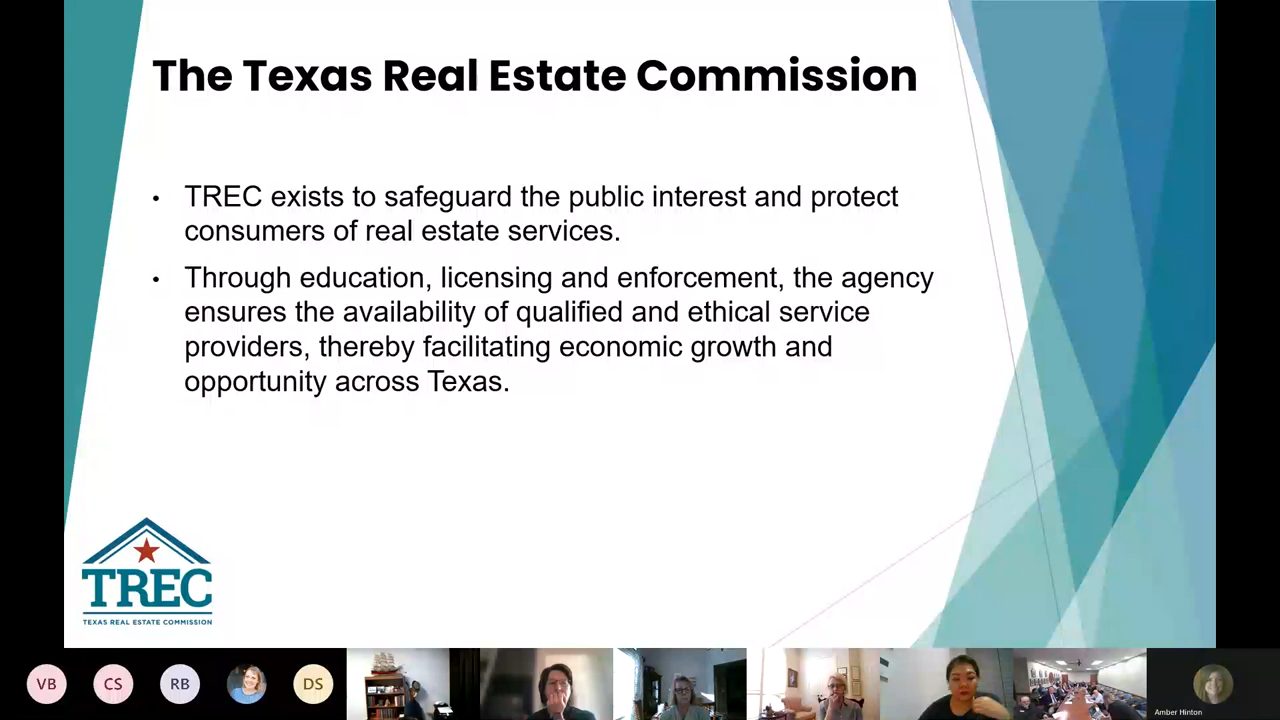 The Texas Real Estate Commission
• TREC exists to safeguard the public interest and protect
consumers of real estate services.
• Through education, licensing and enforcement, the agency
ensures the availability of qualified and ethical service
providers, thereby facilitating economic growth and
opportunity across Texas.
TREC
TEXAS REAL ESTATE COMMISSION
VB
CS
RB
DS
Amber Hinton